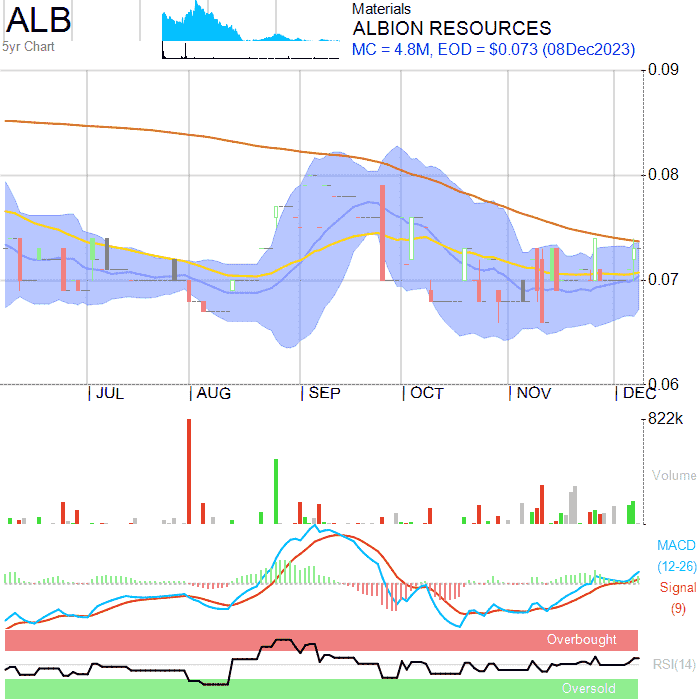 ALB
5yr Chart
Materials
ALBION RESOURCES
MC = 4.8M, EOD = $0.073 (08Dec2023)
0.09
0.08
0.07
0.06
JUL AUG SEP OCT NOV DEC
822k
Volume
MACD
(12-26)
Signal
(9)
Overbought
RSI(14)
Oversold